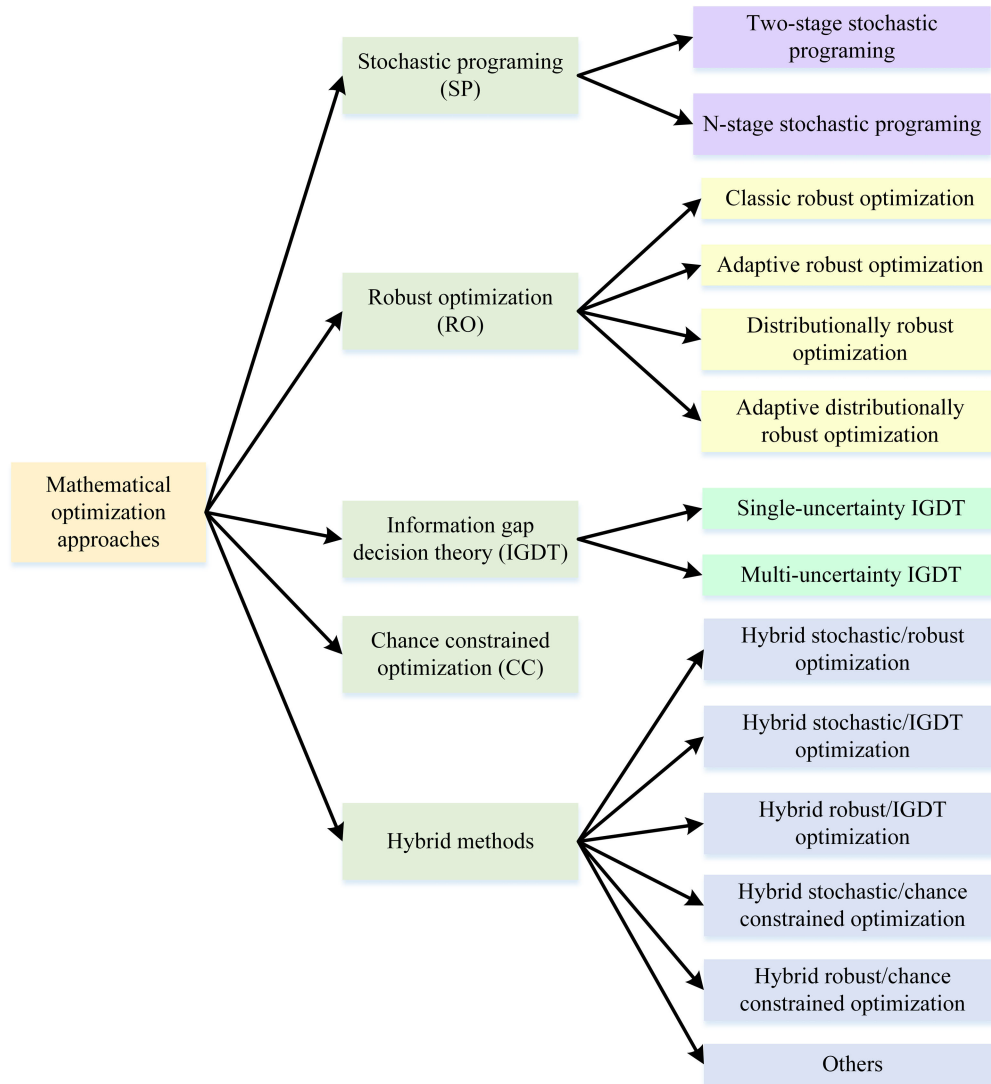 Mathematical
optimization
approaches
Stochastic programing
(SP)
Two-stage stochastic
programing
N-stage stochastic programing
Robust optimization
(RO)
Classic robust optimization
Adaptive robust optimization
Distributionally robust
optimization
Adaptive distributionally
robust optimization
Information gap
decision theory (IGDT)
Single-uncertainty IGDT
Multi-uncertainty IGDT
Chance constrained
optimization (CC)
Hybrid methods
Hybrid stochastic/robust
optimization
Hybrid stochastic/IGDT
optimization
Hybrid robust/IGDT
optimization
Hybrid stochastic/chance
constrained optimization
Hybrid robust/chance
constrained optimization
Others